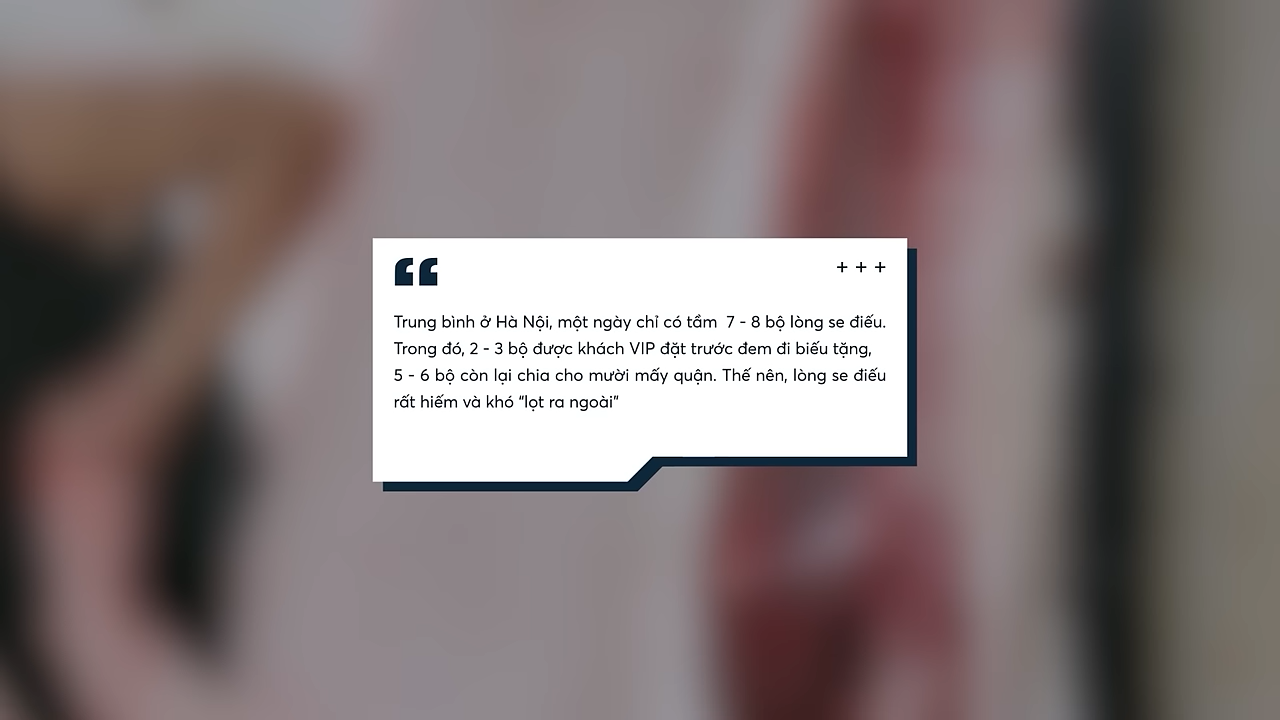 “
+ + +
Trung bình ở Hà Nội, một ngày chỉ có tầm 7 - 8 bộ lòng se điếu.
Trong đó, 2 - 3 bộ được khách VIP đặt trước đem đi biếu tặng,
5 - 6 bộ còn lại chia cho mười mấy quận. Thế nên, lòng se điếu
rất hiếm và khó “lọt ra ngoài”